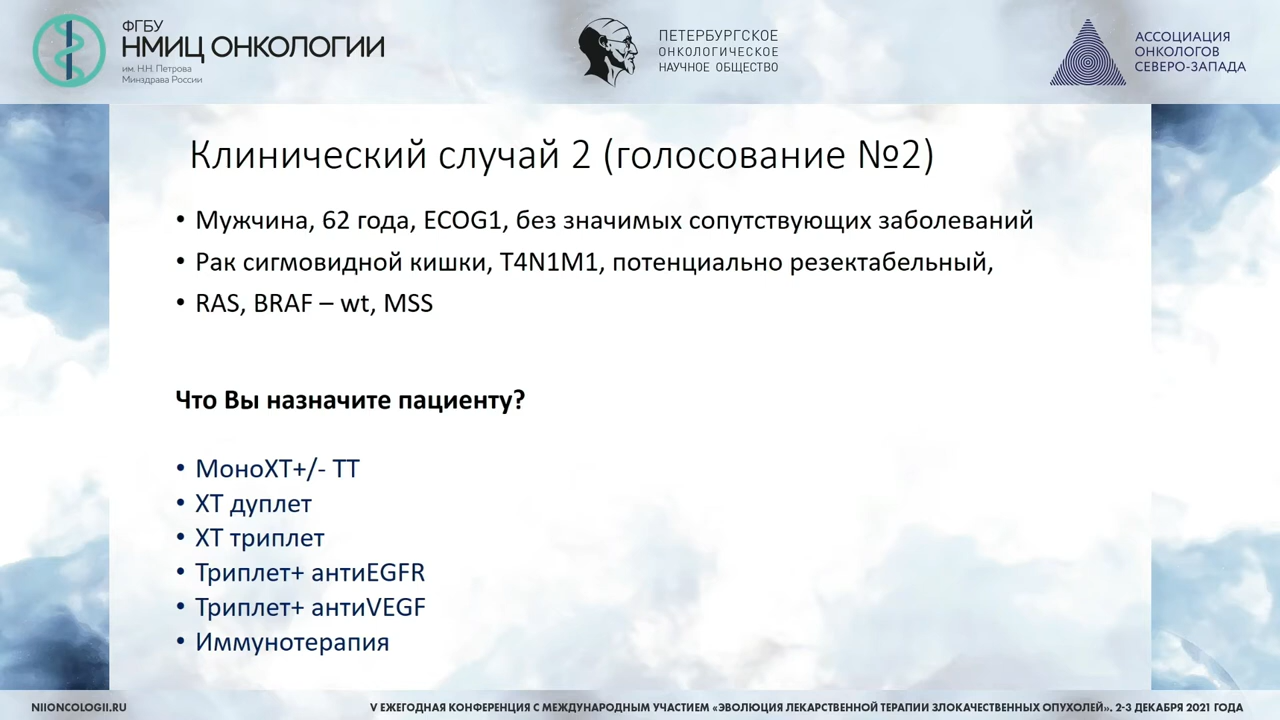 ФГБУ
НМИЦ ОНКОЛОГИИ
им. Н.Н. Петрова
Минздрава России
ПЕТЕРБУРГСКОЕ
ОНКОЛОГИЧЕСКОЕ
НАУЧНОЕ ОБЩЕСТВО
АССОЦИАЦИЯ
ОНКОЛОГОВ
СЕВЕРО-ЗАПАДА
Клинический случай 2 (голосование №2)
• Мужчина, 62 года, ECOG1, без значимых сопутствующих заболеваний
• Рак сигмовидной кишки, T4N1M1, потенциально резектабельный,
• RAS, BRAF – wt, MSS
Что Вы назначите пациенту?
• МоноХТ+/- ТТ
• ХТ дуплет
• ХТ триплет
• Триплет+ антиEGFR
• Триплет+ антиVEGF
• Иммунотерапия
NIIONCOLOGII.RU
V ЕЖЕГОДНАЯ КОНФЕРЕНЦИЯ С МЕЖДУНАРОДНЫМ УЧАСТИЕМ «ЭВОЛЮЦИЯ ЛЕКАРСТВЕННОЙ ТЕРАПИИ ЗЛОКАЧЕСТВЕННЫХ ОПУХОЛЕЙ». 2-3 ДЕКАБРЯ 2021 ГОДА